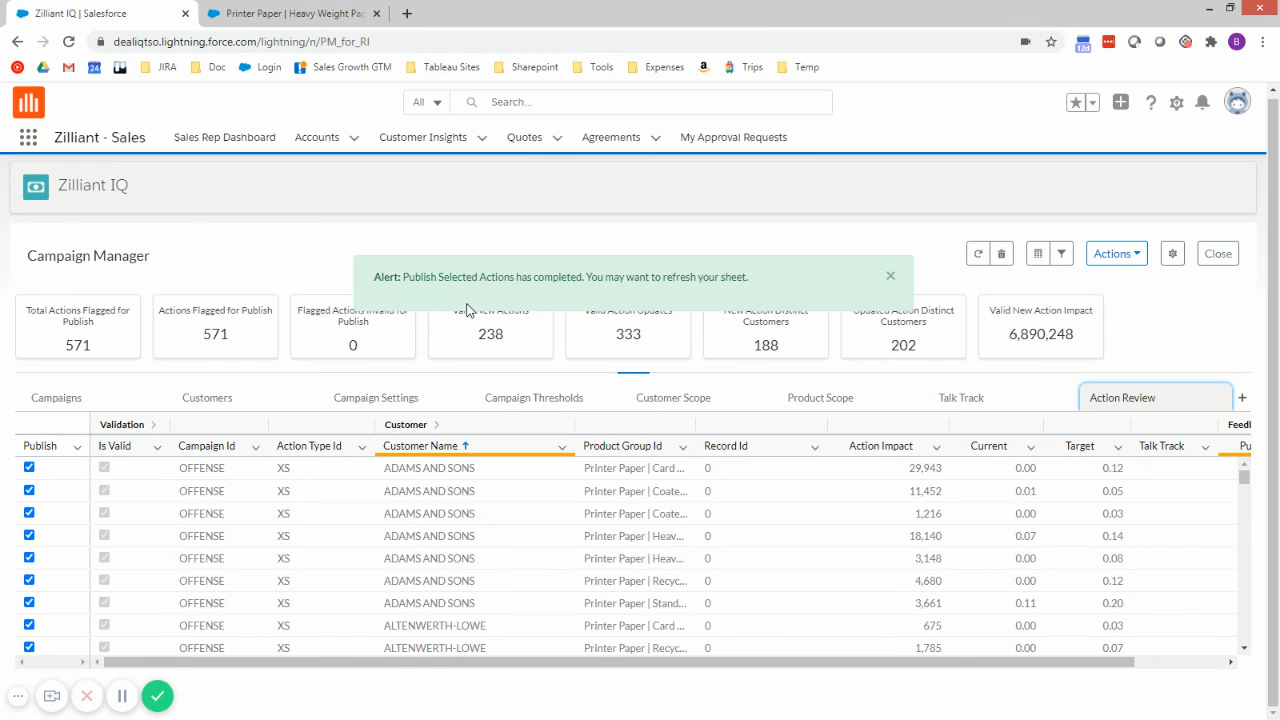 Zilliant IQ | Salesforce
Printer Paper | Heavy Weight Pa
dealiqtso.lightning.force.com/lightning/n/PM_for_RI
12d
B
24
JIRA
Doc
Login
Sales Growth GTM
Tableau Sites
Sharepoint
Tools
Expenses
Trips
Temp
All
Search...
Zilliant - Sales
Sales Rep Dashboard
Accounts
Customer Insights
Quotes
Agreements
My Approval Requests
Zilliant IQ
Campaign Manager
Actions
Close
Alert: Publish Selected Actions has completed. You may want to refresh your sheet.
Total Actions Flagged for
Publish
571
Actions Flagged for Publish
571
Flagged Actions Invalid for
Publish
0
Valid New Actions
238
Valid Action Updates
333
New Action Distinct
Customers
188
Updated Action Distinct
Customers
202
Valid New Action Impact
6,890,248
Campaigns
Customers
Campaign Settings
Campaign Thresholds
Customer Scope
Product Scope
Talk Track
Action Review
Validation
Customer
Feedl
Publish
Is Valid
Campaign Id
Action Type Id
Customer Name
Product Group Id
Record Id
Action Impact
Current
Target
Talk Track
Pu
OFFENSE XS ADAMS AND SONS Printer Paper | Card ... 0 29,943 0.00 0.12
OFFENSE XS ADAMS AND SONS Printer Paper | Coate... 0 11,452 0.01 0.05
OFFENSE XS ADAMS AND SONS Printer Paper | Coate... 0 1,216 0.00 0.03
OFFENSE XS ADAMS AND SONS Printer Paper | Heav... 0 18,140 0.07 0.14
OFFENSE XS ADAMS AND SONS Printer Paper | Heav... 0 3,148 0.00 0.08
OFFENSE XS ADAMS AND SONS Printer Paper | Recyc... 0 4,680 0.00 0.12
OFFENSE XS ADAMS AND SONS Printer Paper | Stand... 0 3,661 0.11 0.20
OFFENSE XS ALTENWERTH-LOWE Printer Paper | Card ... 0 675 0.00 0.03
OFFENSE XS ALTENWERTH-LOWE Printer Paper | Recyc... 0 1,785 0.00 0.07